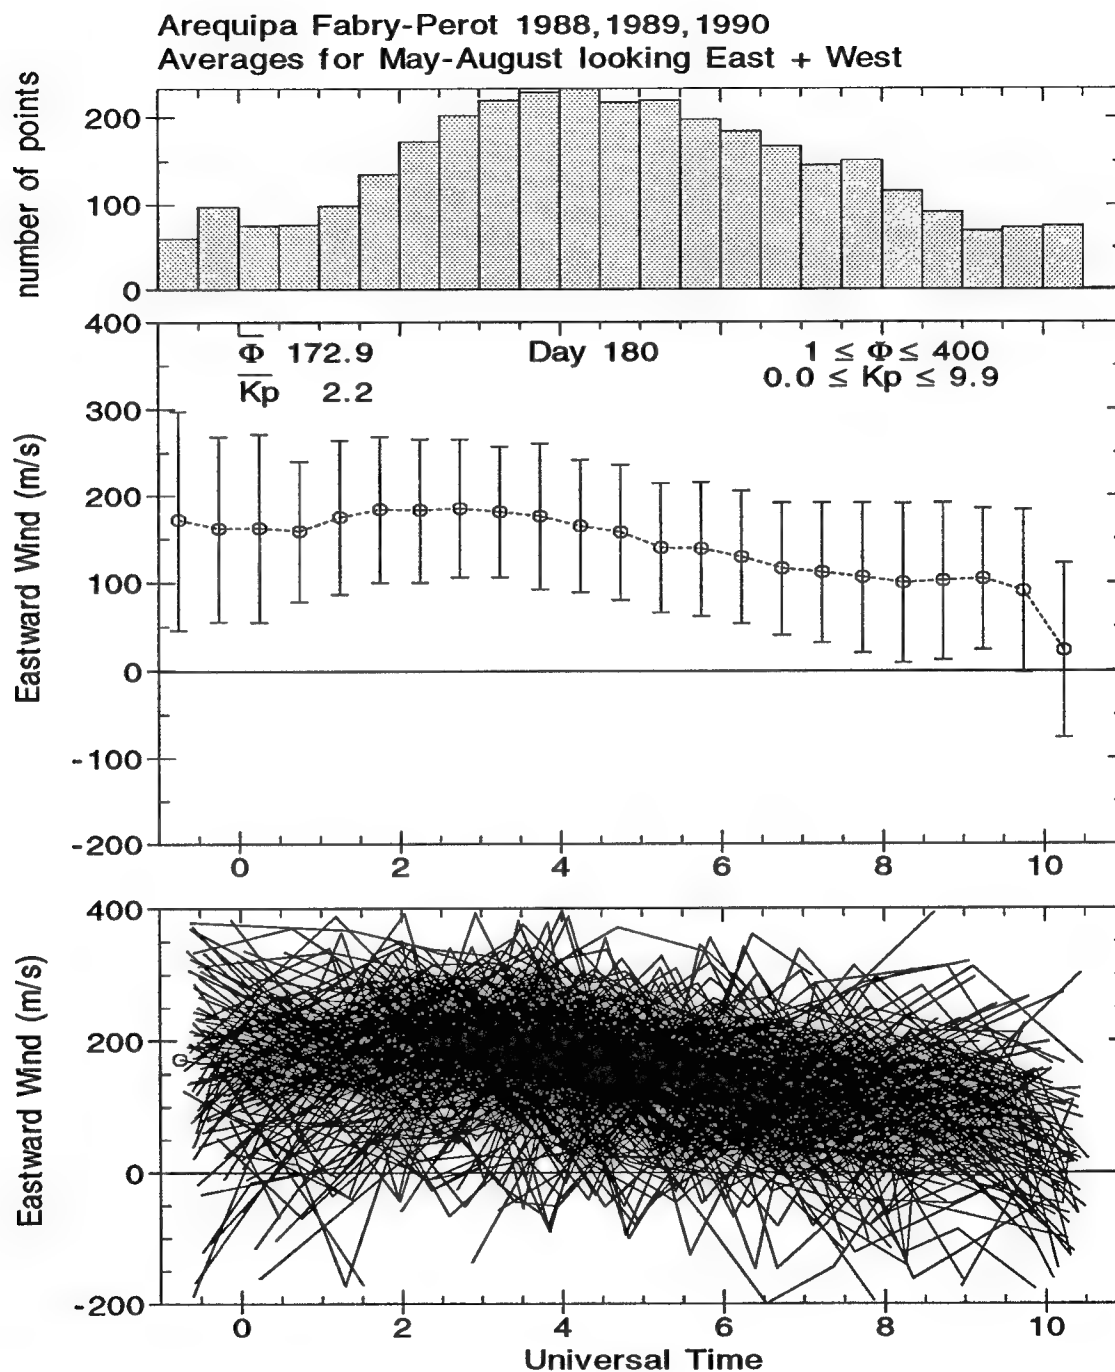 Arequipa Fabry-Perot 1988,1989,1990
Averages for May-August looking East + West
number of points
200
100
0
Eastward Wind (m/s)
400
300
200
100
0
-100
-200
Φ 172.9
Kp 2.2
Day 180
1 ≤ Φ ≤ 400
0.0 ≤ Kp ≤ 9.9
0 2 4 6 8 10
Eastward Wind (m/s)
400
200
0
-200
0 2 4 6 8 10
Universal Time